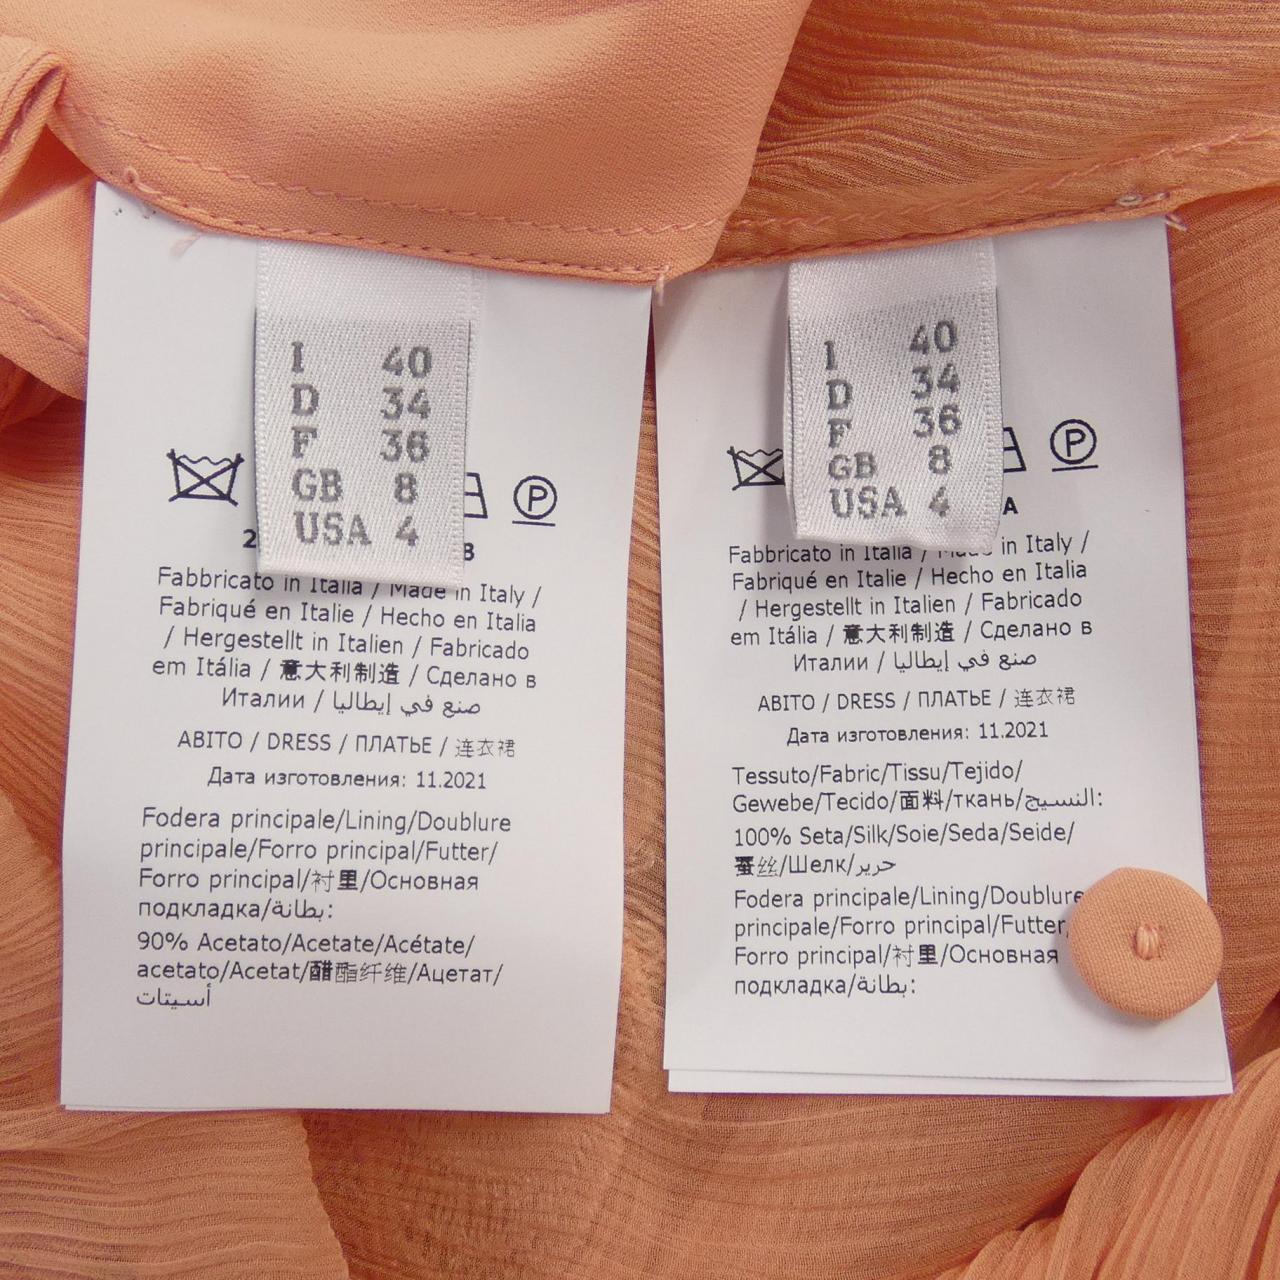 I 40
D 34
F 36
GB 8
USA 4
P
2
B
Fabbricato in Italia / Made in Italy /
Fabriqué en Italie / Hecho en Italia
/ Hergestellt in Italien / Fabricado
em Itália / 意大利制造 / Сделано в
Италии / صنع في إيطاليا
ABITO / DRESS / ПЛАТЬЕ / 连衣裙
Дата изготовления: 11.2021
Fodera principale/Lining/Doublure
principale/Forro principal/Futter/
Forro principal/衬里/Основная
подкладка/بطانة:
90% Acetato/Acetate/Acétate/
acetato/Acetat/醋酯纤维/Ацетат/
أسيتات
I 40
D 34
F 36
GB 8
USA 4
P
A
Fabbricato in Italia / Made in Italy /
Fabriqué en Italie / Hecho en Italia
/ Hergestellt in Italien / Fabricado
em Itália / 意大利制造 / Сделано в
Италии / صنع في إيطاليا
ABITO / DRESS / ПЛАТЬЕ / 连衣裙
Дата изготовления: 11.2021
Tessuto/Fabric/Tissu/Tejido/
Gewebe/Tecido/面料/ткань/النسيج:
100% Seta/Silk/Soie/Seda/Seide/
蚕丝/Шелк/حرير
Fodera principale/Lining/Doublure
principale/Forro principal/Futter/
Forro principal/衬里/Основная
подкладка/بطانة: